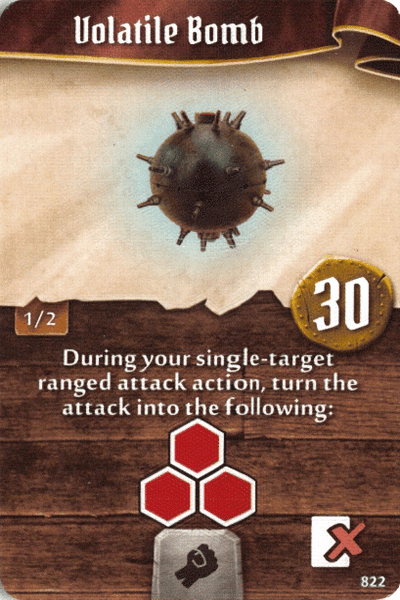 Volatile Bomb
1/2
30
During your single-target
ranged attack action, turn the
attack into the following:
822